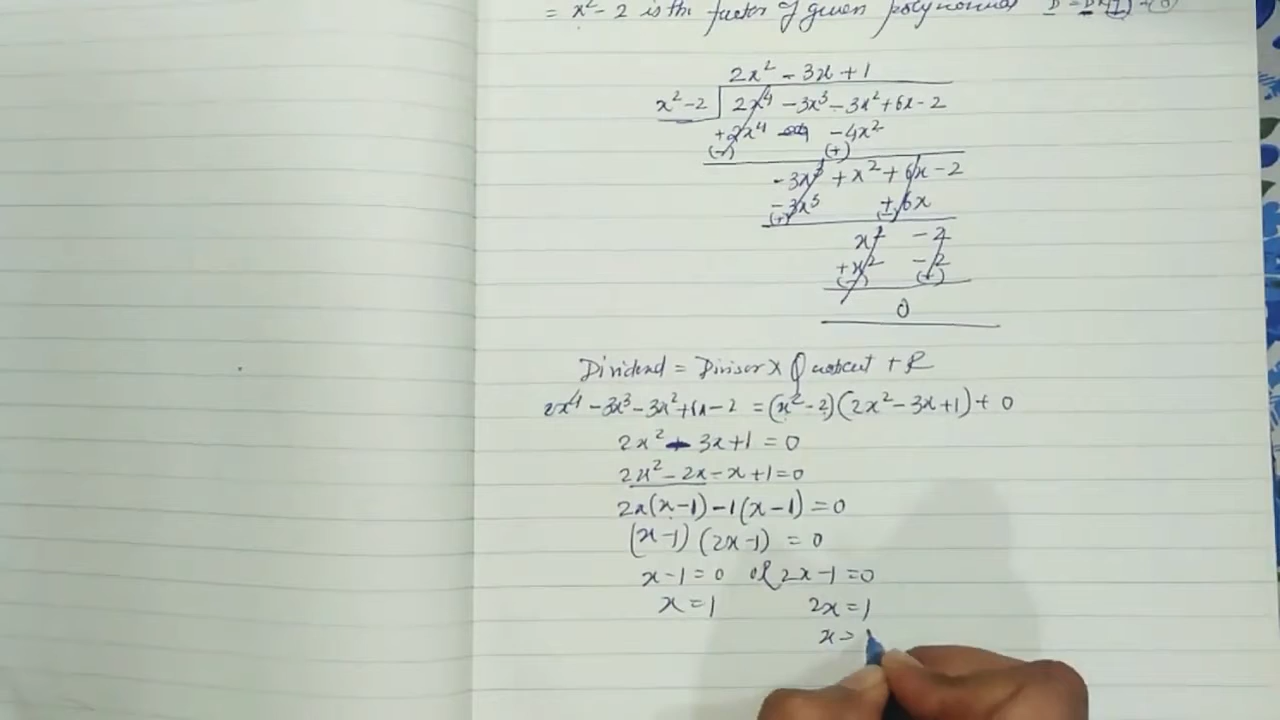 = x² - 2 is the factor of given polynomial
2x² - 3x + 1
x² - 2 2x⁴ - 3x³ - 3x² + 6x - 2
+2x⁴ - 4x²
(-) (+)
-3x³ + x² + 6x - 2
-3x³ + 6x
(+) (-)
x² - 2
+x² - 2
(-) (+)
0
Dividend = Divisor × Quotient + R
2x⁴ - 3x³ - 3x² + 6x - 2 = (x² - 2)(2x² - 3x + 1) + 0
2x² - 3x + 1 = 0
2x² - 2x - x + 1 = 0
2x(x - 1) - 1(x - 1) = 0
(x - 1) (2x - 1) = 0
x - 1 = 0 or 2x - 1 = 0
x = 1 2x = 1
x =